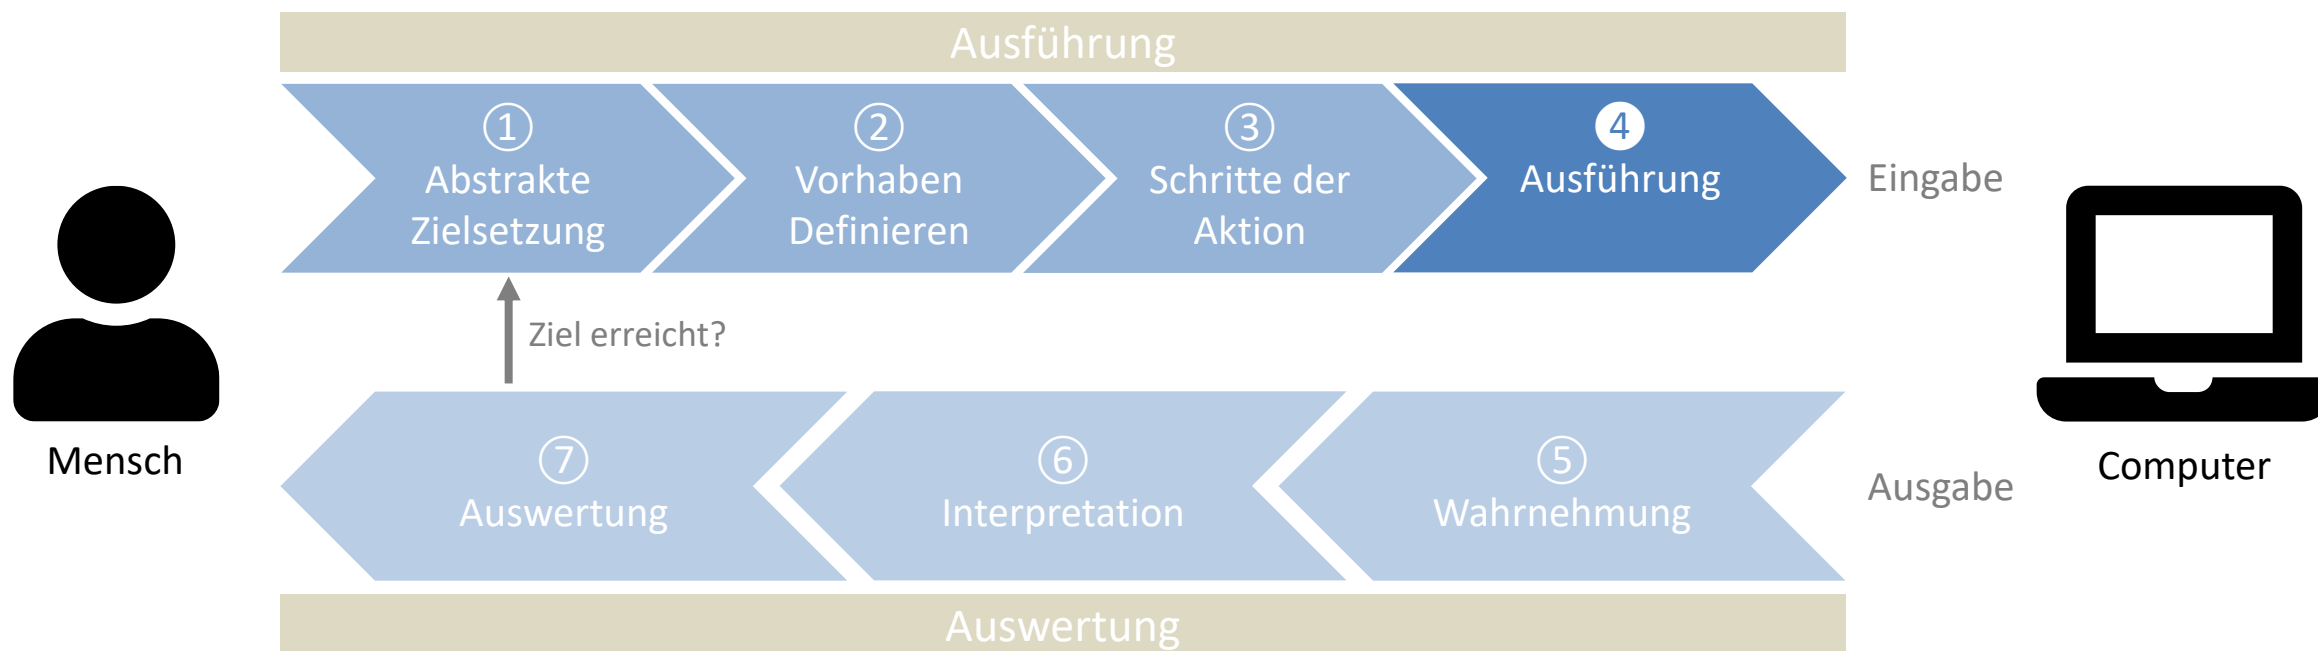 Ausführung
①
Abstrakte
Zielsetzung
②
Vorhaben
Definieren
③
Schritte der
Aktion
④
Ausführung
Eingabe
Ziel erreicht?
Mensch
Computer
⑦
Auswertung
⑥
Interpretation
⑤
Wahrnehmung
Ausgabe
Auswertung